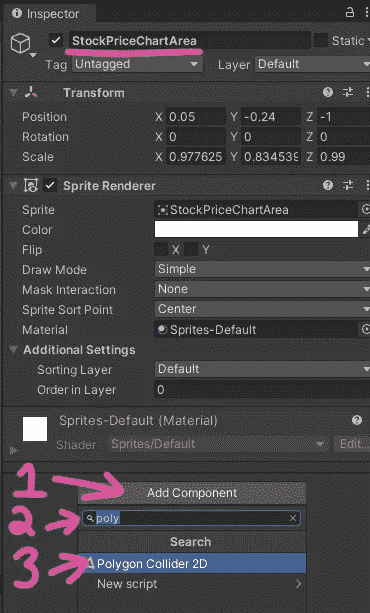 Inspector
StockPriceChartArea Static
Tag Untagged Layer Default
Transform
Position X 0.05 Y -0.24 Z -1
Rotation X 0 Y 0 Z 0
Scale X 0.977625 Y 0.834539 Z 0.99
Sprite Renderer
Sprite StockPriceChartArea
Color
Flip X Y
Draw Mode Simple
Mask Interaction None
Sprite Sort Point Center
Material Sprites-Default
Additional Settings
Sorting Layer Default
Order in Layer 0
Sprites-Default (Material)
Shader Sprites/Default Edit...
1 Add Component
2 poly
Search
3 Polygon Collider 2D
New script